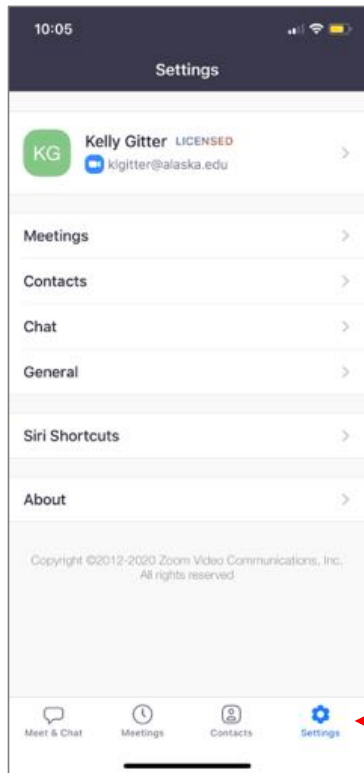 10:05
Settings
KG
Kelly Gitter LICENSED
klgitter@alaska.edu
Meetings
Contacts
Chat
General
Siri Shortcuts
About
Copyright ©2012-2020 Zoom Video Communications, Inc.
All rights reserved
Meet & Chat Meetings Contacts Settings